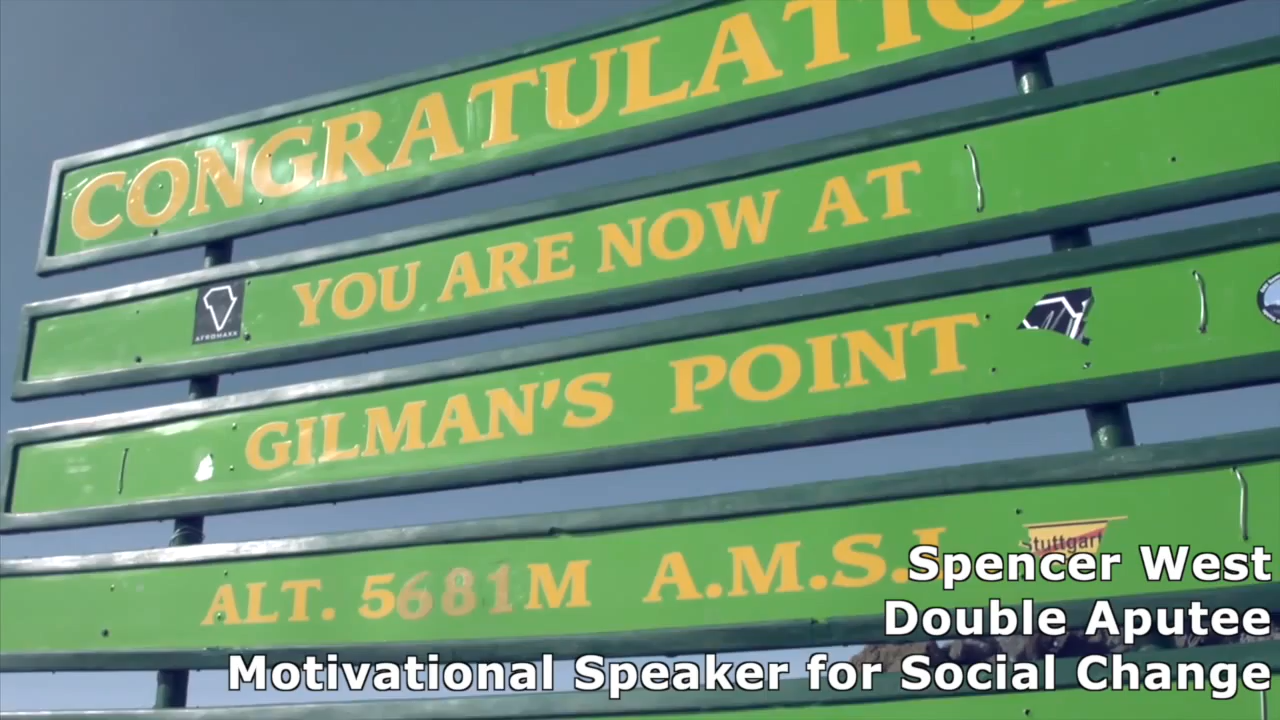 CONGRATULATIO
YOU ARE NOW AT
AFROMAXX
GILMAN'S POINT
ALT. 5681M A.M.S.L
Stuttgart
Spencer West
Double Aputee
Motivational Speaker for Social Change